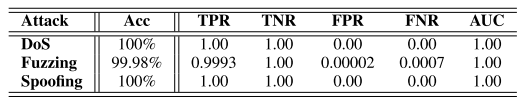 Attack Acc TPR TNR FPR FNR AUC
DoS 100% 1.00 1.00 0.00 0.00 1.00
Fuzzing 99.98% 0.9993 1.00 0.00002 0.0007 1.00
Spoofing 100% 1.00 1.00 0.00 0.00 1.00